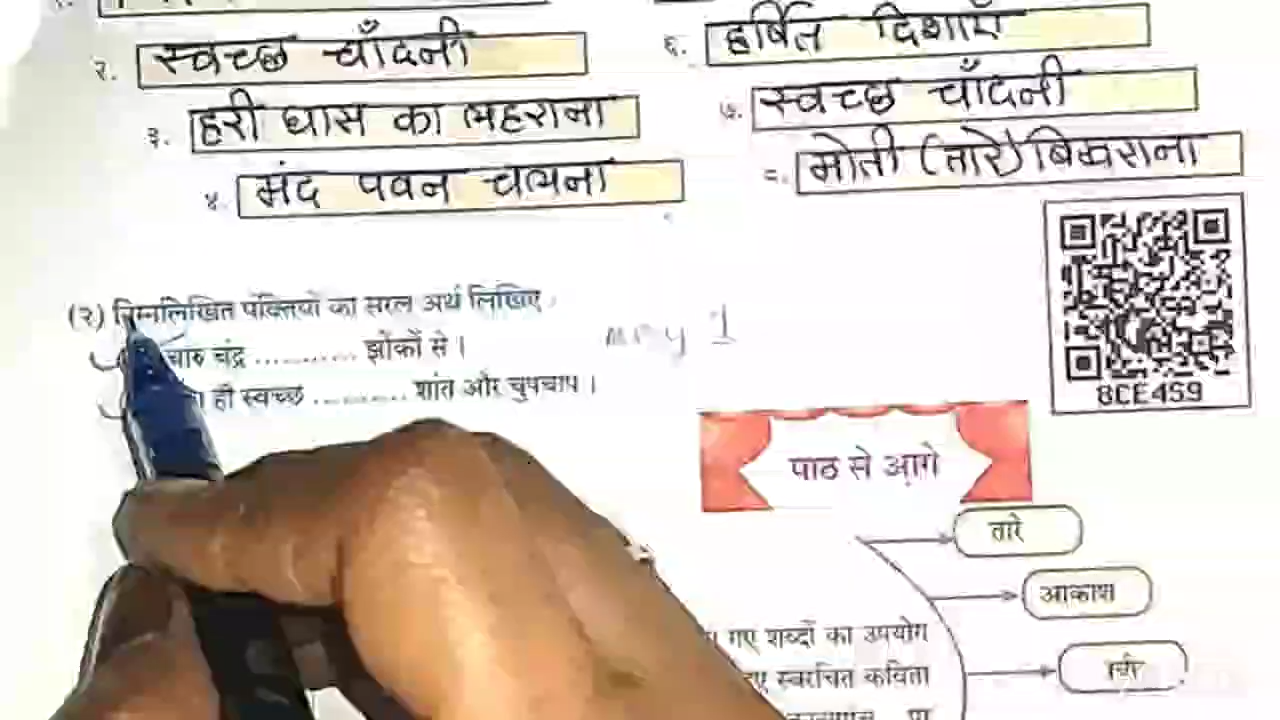 २. स्वच्छ चाँदनी
३. हरी घास का लहराना
४. मंद पवन चलना
६. हर्षित दिशाएँ
७. स्वच्छ चाँदनी
८. मोती (तारे) बिखराना
8CE4S9
(२) निम्नलिखित पंक्तियों का सरल अर्थ लिखिए
चारु चंद्र ............ झोंकों से ।
ही स्वच्छ ........... शांत और चुपचाप ।
पाठ से आगे
तारे
आकाश
गए शब्दों का उपयोग
स्वरचित कविता